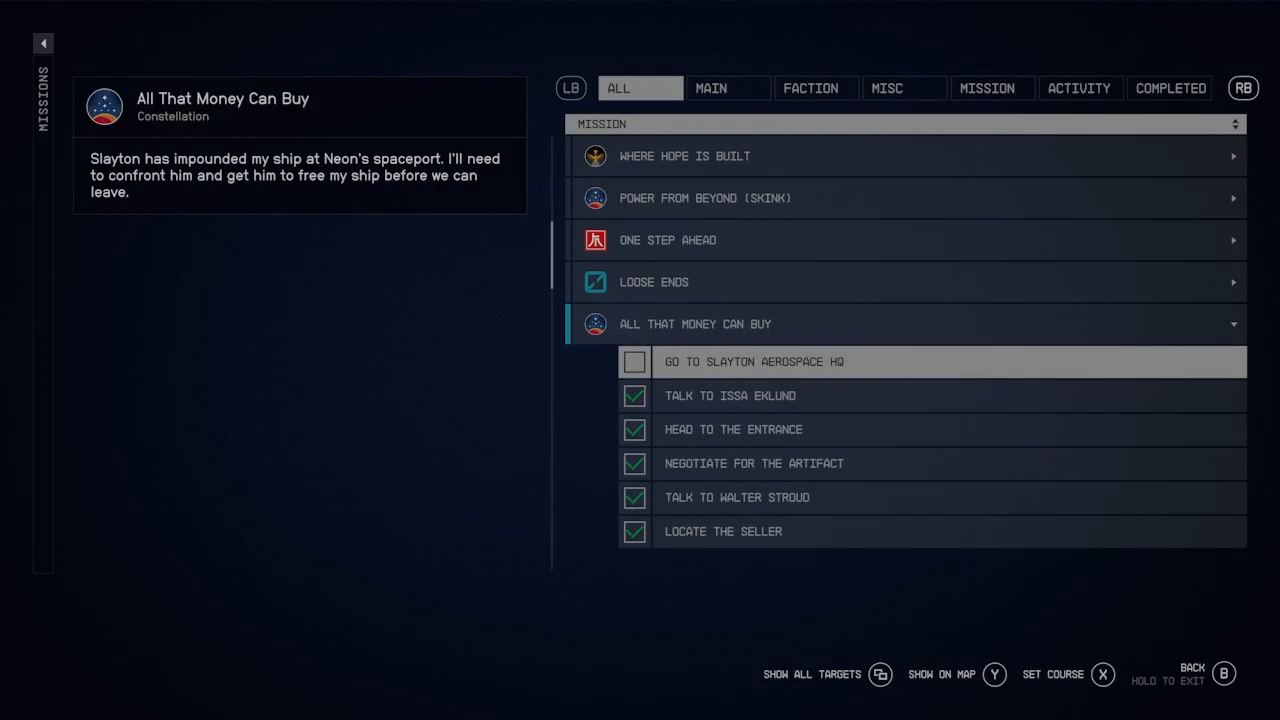 MISSIONS
All That Money Can Buy
Constellation
Slayton has impounded my ship at Neon's spaceport. I'll need
to confront him and get him to free my ship before we can
leave.
LB ALL MAIN FACTION MISC MISSION ACTIVITY COMPLETED RB
MISSION
WHERE HOPE IS BUILT
POWER FROM BEYOND (SKINK)
ONE STEP AHEAD
LOOSE ENDS
ALL THAT MONEY CAN BUY
GO TO SLAYTON AEROSPACE HQ
TALK TO ISSA EKLUND
HEAD TO THE ENTRANCE
NEGOTIATE FOR THE ARTIFACT
TALK TO WALTER STROUD
LOCATE THE SELLER
SHOW ALL TARGETS SHOW ON MAP Y SET COURSE X BACK B
HOLD TO EXIT